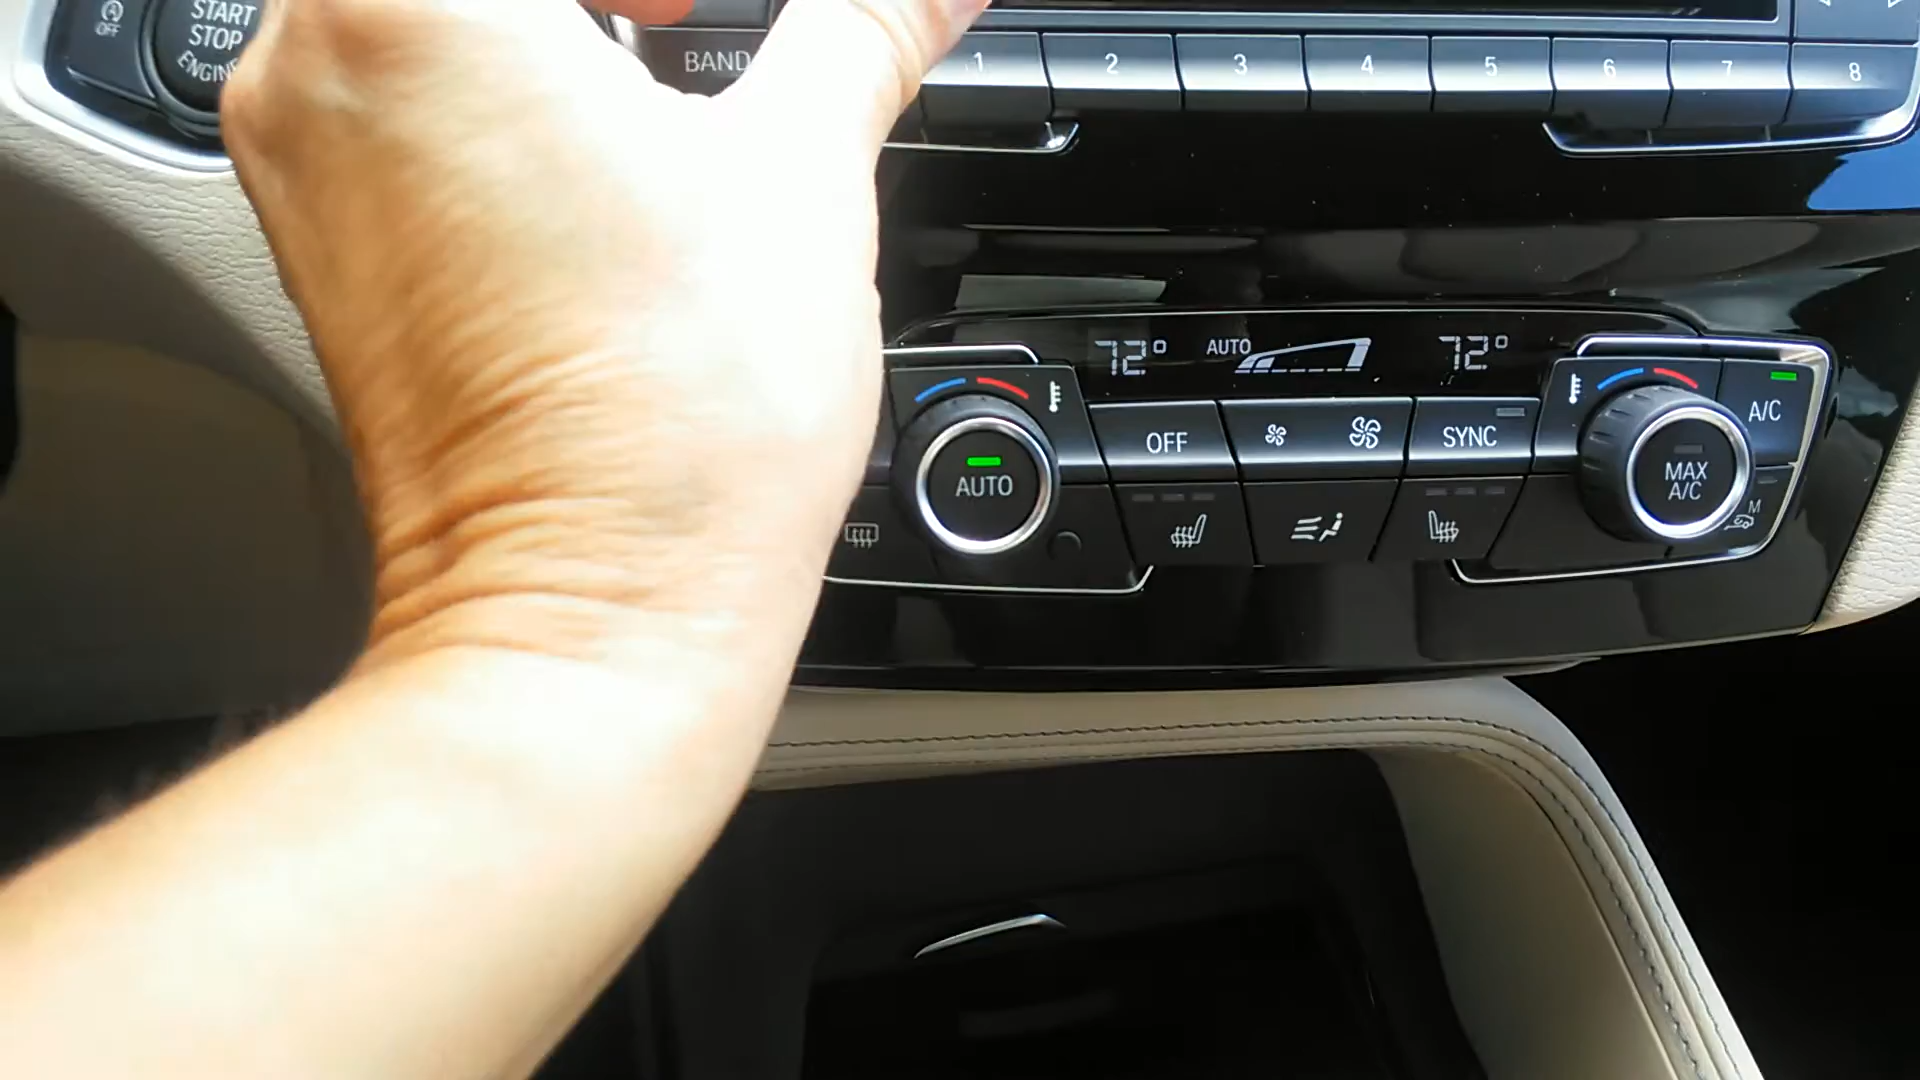 OFF
START
STOP
ENGINE
BAND
1 2 3 4 5 6 7 8
72° AUTO 72°
A/C
OFF SYNC
AUTO
MAX
A/C
M